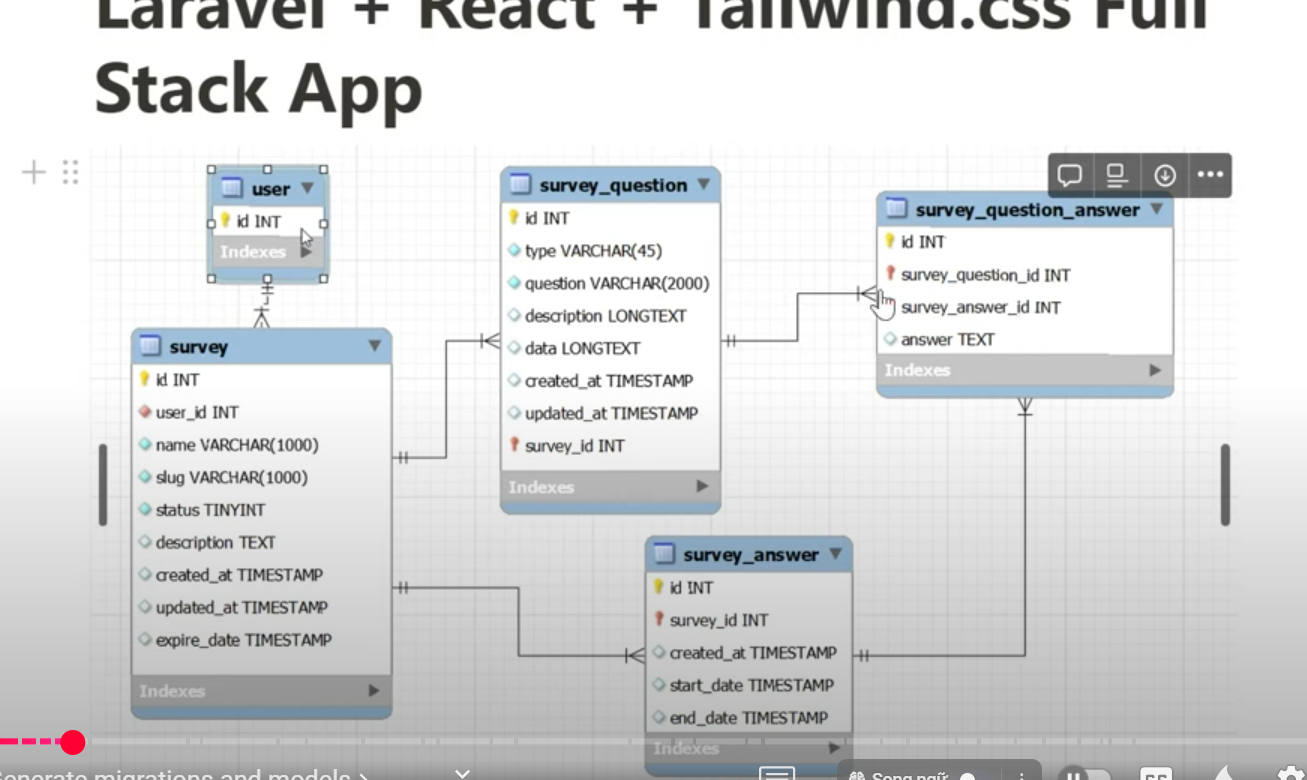 Laravel + React + Tailwind.css Full
Stack App
user
id INT
Indexes
survey
id INT
user_id INT
name VARCHAR(1000)
slug VARCHAR(1000)
status TINYINT
description TEXT
created_at TIMESTAMP
updated_at TIMESTAMP
expire_date TIMESTAMP
Indexes
survey_question
id INT
type VARCHAR(45)
question VARCHAR(2000)
description LONGTEXT
data LONGTEXT
created_at TIMESTAMP
updated_at TIMESTAMP
survey_id INT
Indexes
survey_question_answer
id INT
survey_question_id INT
survey_answer_id INT
answer TEXT
Indexes
survey_answer
id INT
survey_id INT
created_at TIMESTAMP
start_date TIMESTAMP
end_date TIMESTAMP
Indexes
Generate migrations and models
Song ngữ
CC